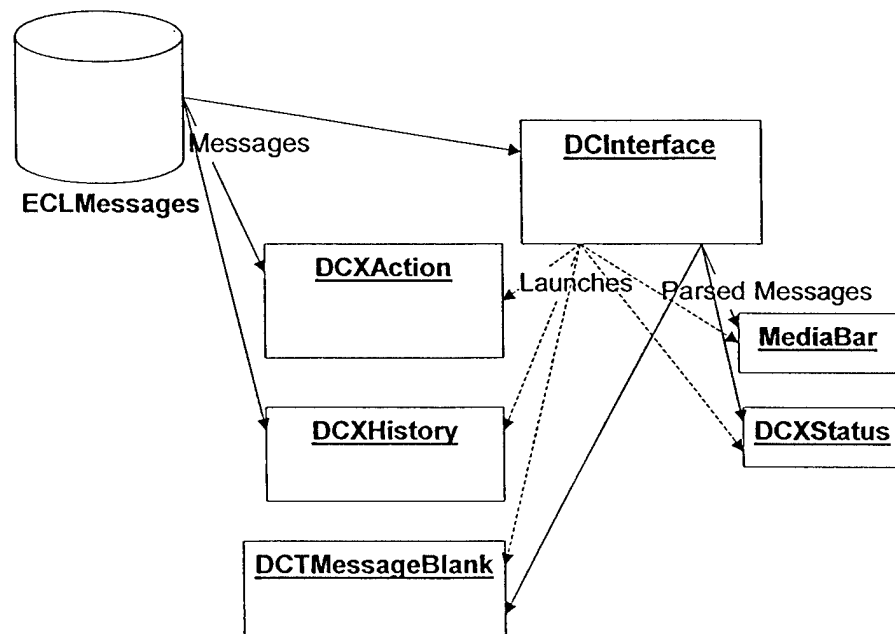 Messages
ECLMessages
DCInterface
DCXAction
Launches
Parsed Messages
MediaBar
DCXHistory
DCXStatus
DCTMessageBlank